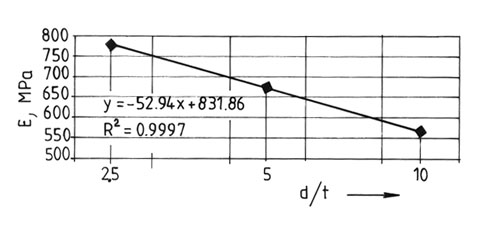 800
750
700
650
600
550
500
E, MPa
y = -52.94x + 831.86
R² = 0.9997
2,5
5
10
d/t